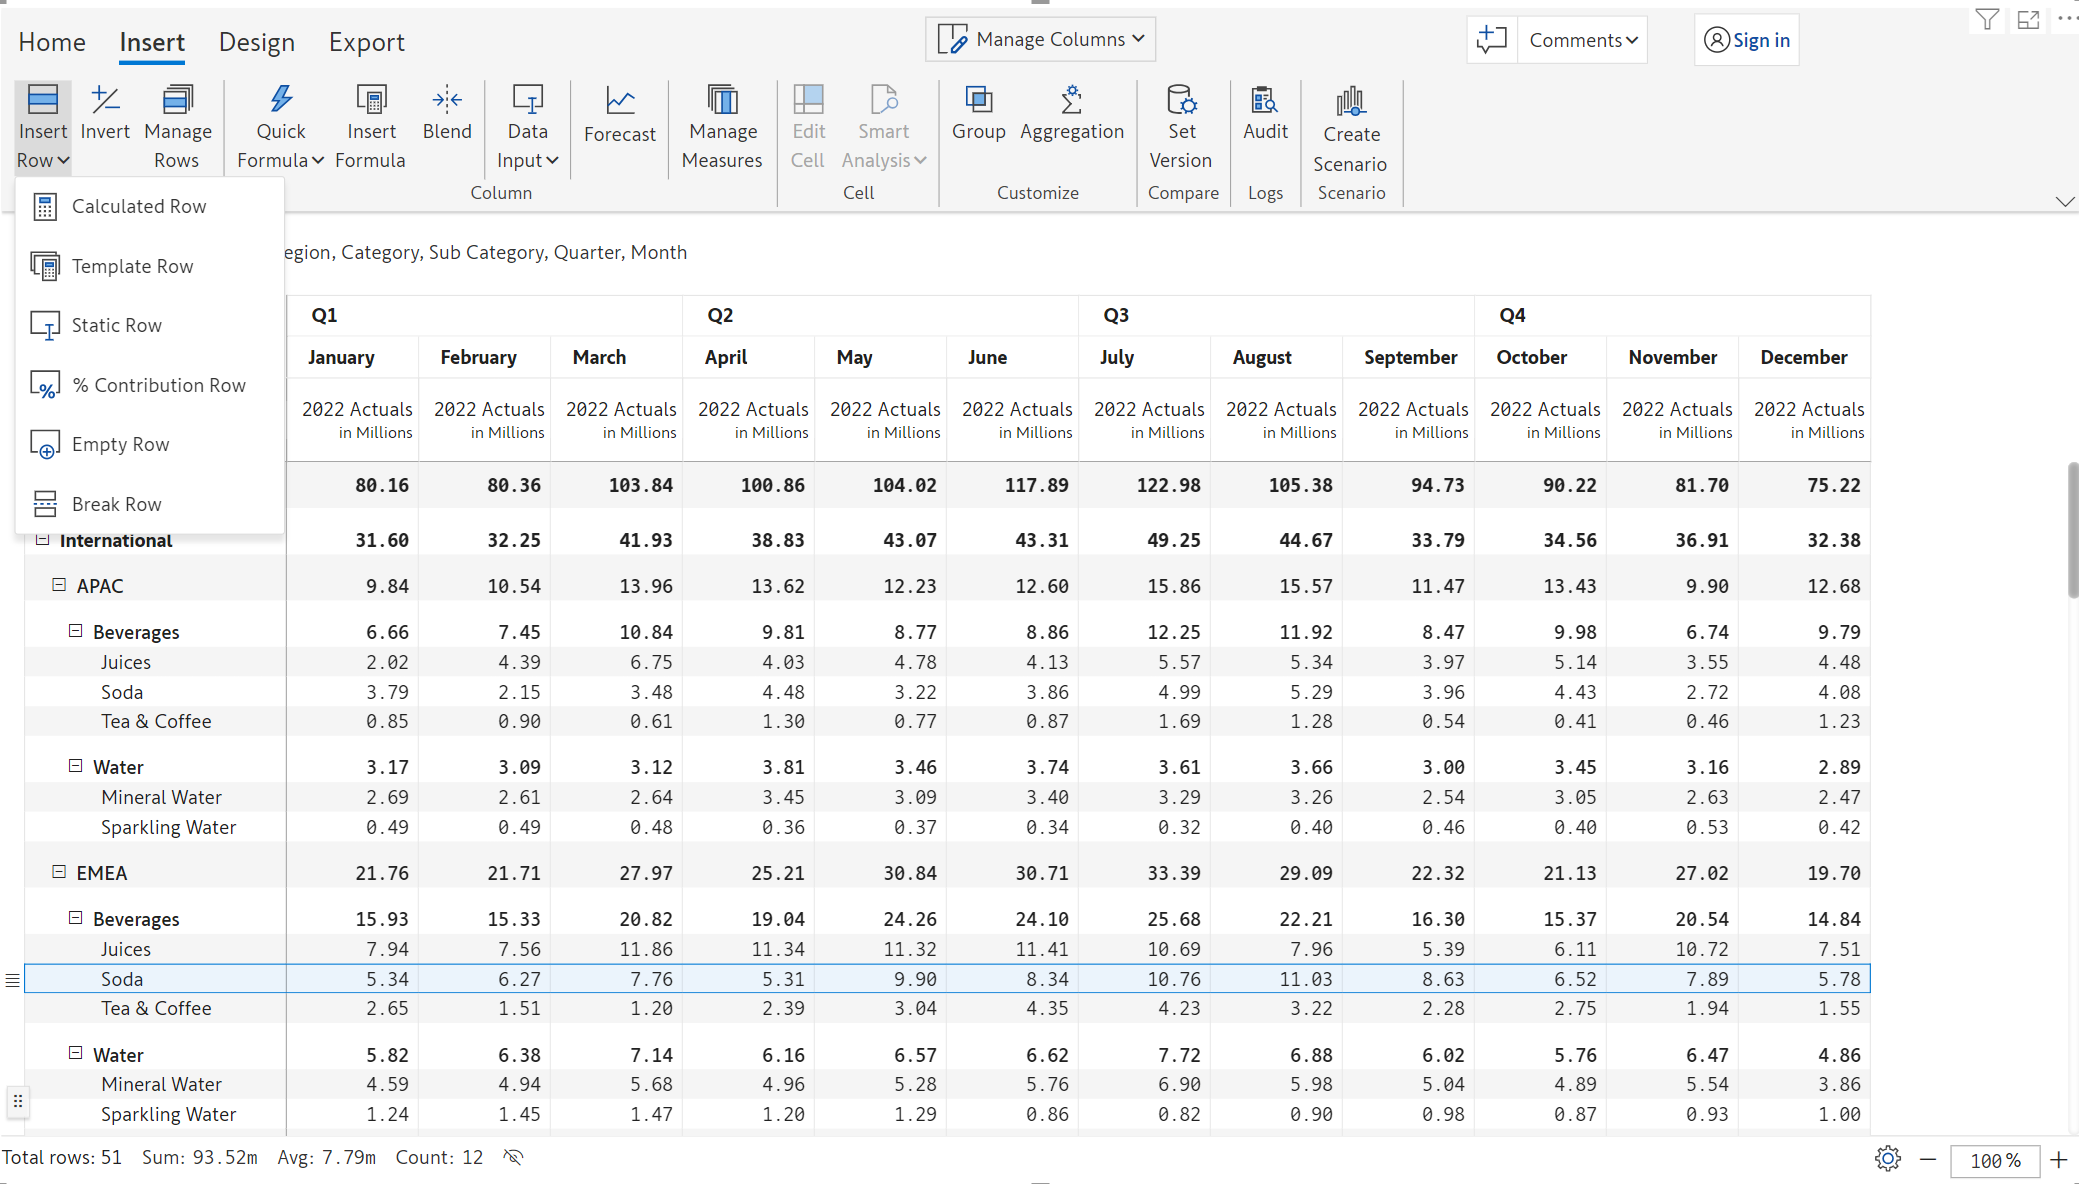 Home Insert Design Export Manage Columns Comments Sign in
Insert Row Invert Manage Rows Quick Formula Insert Formula Blend Data Input Forecast Manage Measures Edit Cell Smart Analysis Group Aggregation Set Version Audit Create Scenario
Column Cell Customize Compare Logs Scenario
Calculated Row
Template Row
Static Row
% Contribution Row
Empty Row
Break Row
egion, Category, Sub Category, Quarter, Month
Q1 Q2 Q3 Q4
January February March April May June July August September October November December
2022 Actuals 2022 Actuals 2022 Actuals 2022 Actuals 2022 Actuals 2022 Actuals 2022 Actuals 2022 Actuals 2022 Actuals 2022 Actuals 2022 Actuals 2022 Actuals
in Millions in Millions in Millions in Millions in Millions in Millions in Millions in Millions in Millions in Millions in Millions in Millions
80.16 80.36 103.84 100.86 104.02 117.89 122.98 105.38 94.73 90.22 81.70 75.22
International 31.60 32.25 41.93 38.83 43.07 43.31 49.25 44.67 33.79 34.56 36.91 32.38
APAC 9.84 10.54 13.96 13.62 12.23 12.60 15.86 15.57 11.47 13.43 9.90 12.68
Beverages 6.66 7.45 10.84 9.81 8.77 8.86 12.25 11.92 8.47 9.98 6.74 9.79
Juices 2.02 4.39 6.75 4.03 4.78 4.13 5.57 5.34 3.97 5.14 3.55 4.48
Soda 3.79 2.15 3.48 4.48 3.22 3.86 4.99 5.29 3.96 4.43 2.72 4.08
Tea & Coffee 0.85 0.90 0.61 1.30 0.77 0.87 1.69 1.28 0.54 0.41 0.46 1.23
Water 3.17 3.09 3.12 3.81 3.46 3.74 3.61 3.66 3.00 3.45 3.16 2.89
Mineral Water 2.69 2.61 2.64 3.45 3.09 3.40 3.29 3.26 2.54 3.05 2.63 2.47
Sparkling Water 0.49 0.49 0.48 0.36 0.37 0.34 0.32 0.40 0.46 0.40 0.53 0.42
EMEA 21.76 21.71 27.97 25.21 30.84 30.71 33.39 29.09 22.32 21.13 27.02 19.70
Beverages 15.93 15.33 20.82 19.04 24.26 24.10 25.68 22.21 16.30 15.37 20.54 14.84
Juices 7.94 7.56 11.86 11.34 11.32 11.41 10.69 7.96 5.39 6.11 10.72 7.51
Soda 5.34 6.27 7.76 5.31 9.90 8.34 10.76 11.03 8.63 6.52 7.89 5.78
Tea & Coffee 2.65 1.51 1.20 2.39 3.04 4.35 4.23 3.22 2.28 2.75 1.94 1.55
Water 5.82 6.38 7.14 6.16 6.57 6.62 7.72 6.88 6.02 5.76 6.47 4.86
Mineral Water 4.59 4.94 5.68 4.96 5.28 5.76 6.90 5.98 5.04 4.89 5.54 3.86
Sparkling Water 1.24 1.45 1.47 1.20 1.29 0.86 0.82 0.90 0.98 0.87 0.93 1.00
Total rows: 51 Sum: 93.52m Avg: 7.79m Count: 12 100 %